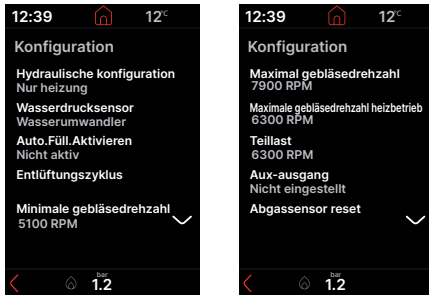 12:39 12°C
Konfiguration
Hydraulische konfiguration
Nur heizung
Wasserdrucksensor
Wasserumwandler
Auto.Füll.Aktivieren
Nicht aktiv
Entlüftungszyklus
Minimale gebläsedrehzahl
5100 RPM
bar
1.2
12:39 12°C
Konfiguration
Maximal gebläsedrehzahl
7900 RPM
Maximale gebläsedrehzahl heizbetrieb
6300 RPM
Teillast
6300 RPM
Aux-ausgang
Nicht eingestellt
Abgassensor reset
bar
1.2